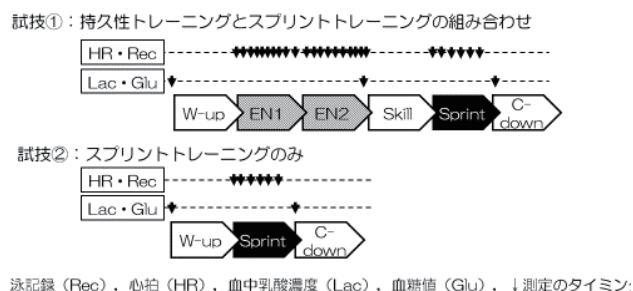 試技①:持久性トレーニングとスプリントトレーニングの組み合わせ
HR・Rec
Lac・Glu
W-up EN1 EN2 Skill Sprint C-down
試技②:スプリントトレーニングのみ
HR・Rec
Lac・Glu
W-up Sprint C-down
泳記録(Rec),心拍(HR),血中乳酸濃度(Lac),血糖値(Glu),↓測定のタイミン